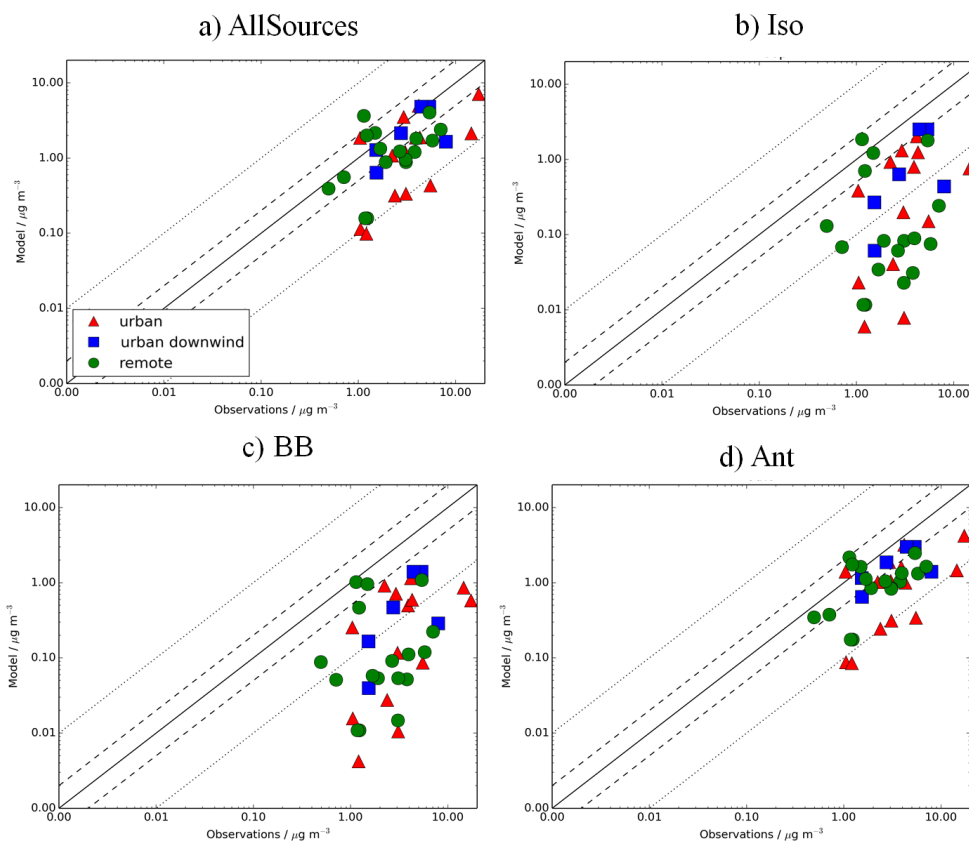 a) AllSources
b) Iso
10.00
1.00
0.10
0.01
0.00
Model / μg m⁻³
urban
urban downwind
remote
0.00 0.01 0.10 1.00 10.00
Observations / μg m⁻³
10.00
1.00
0.10
0.01
0.00
Model / μg m⁻³
0.00 0.01 0.10 1.00 10.00
Observations / μg m⁻³
c) BB
d) Ant
10.00
1.00
0.10
0.01
0.00
Model / μg m⁻³
0.00 0.01 0.10 1.00 10.00
Observations / μg m⁻³
10.00
1.00
0.10
0.01
0.00
Model / μg m⁻³
0.00 0.01 0.10 1.00 10.00
Observations / μg m⁻³